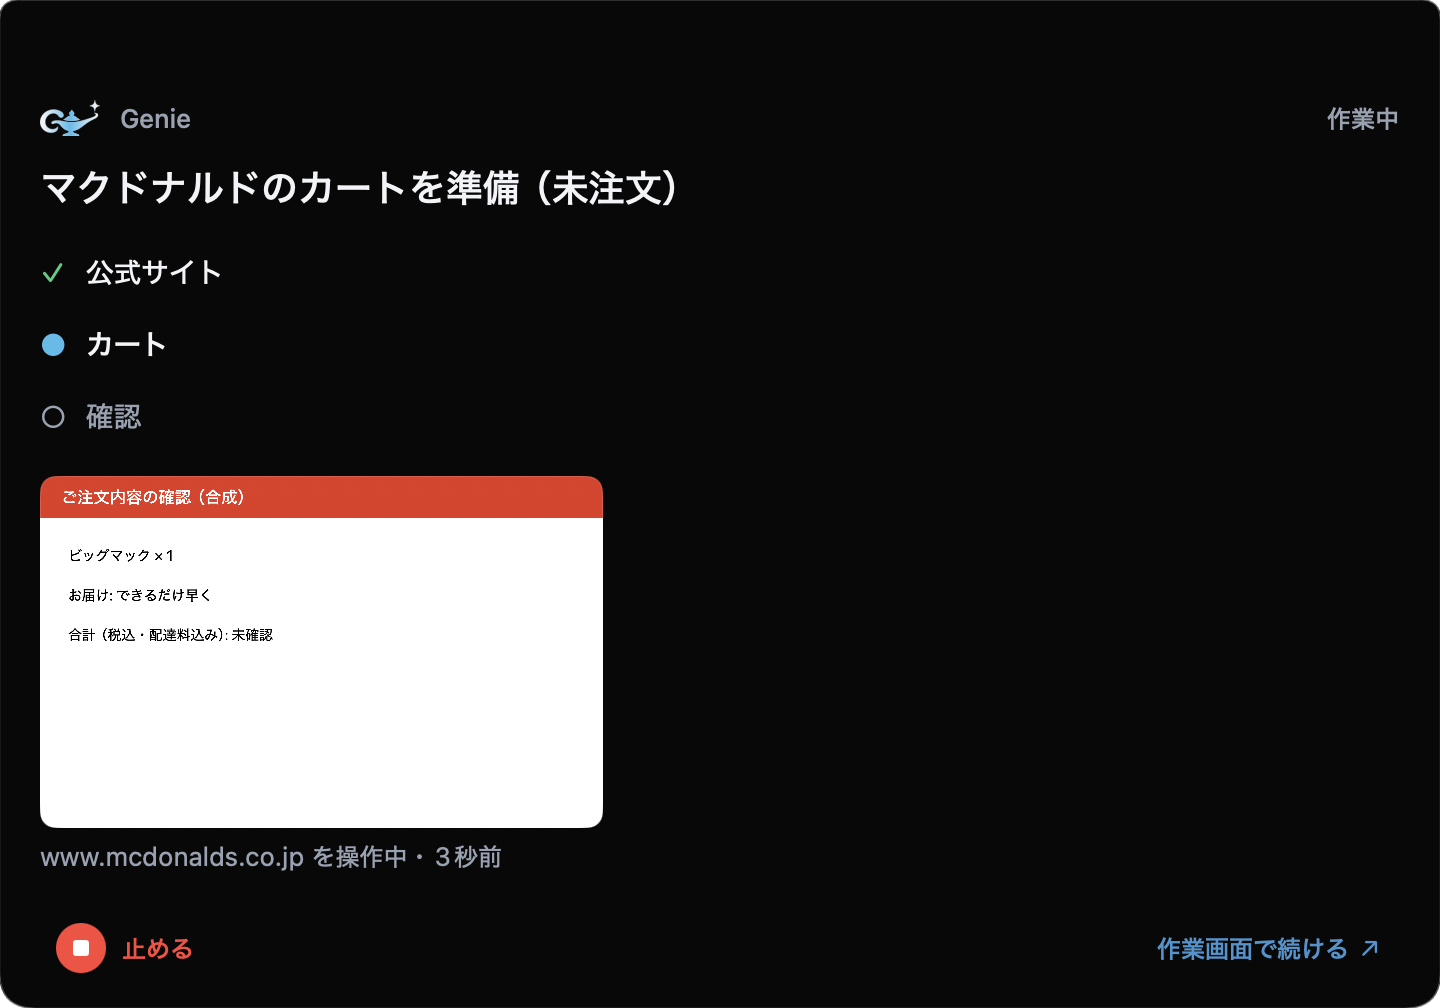 Genie
作業中
マクドナルドのカートを準備（未注文）
公式サイト
カート
確認
ご注文内容の確認（合成）
ビッグマック × 1
お届け: できるだけ早く
合計（税込・配達料込み）: 未確認
www.mcdonalds.co.jp を操作中・3秒前
止める
作業画面で続ける ↗